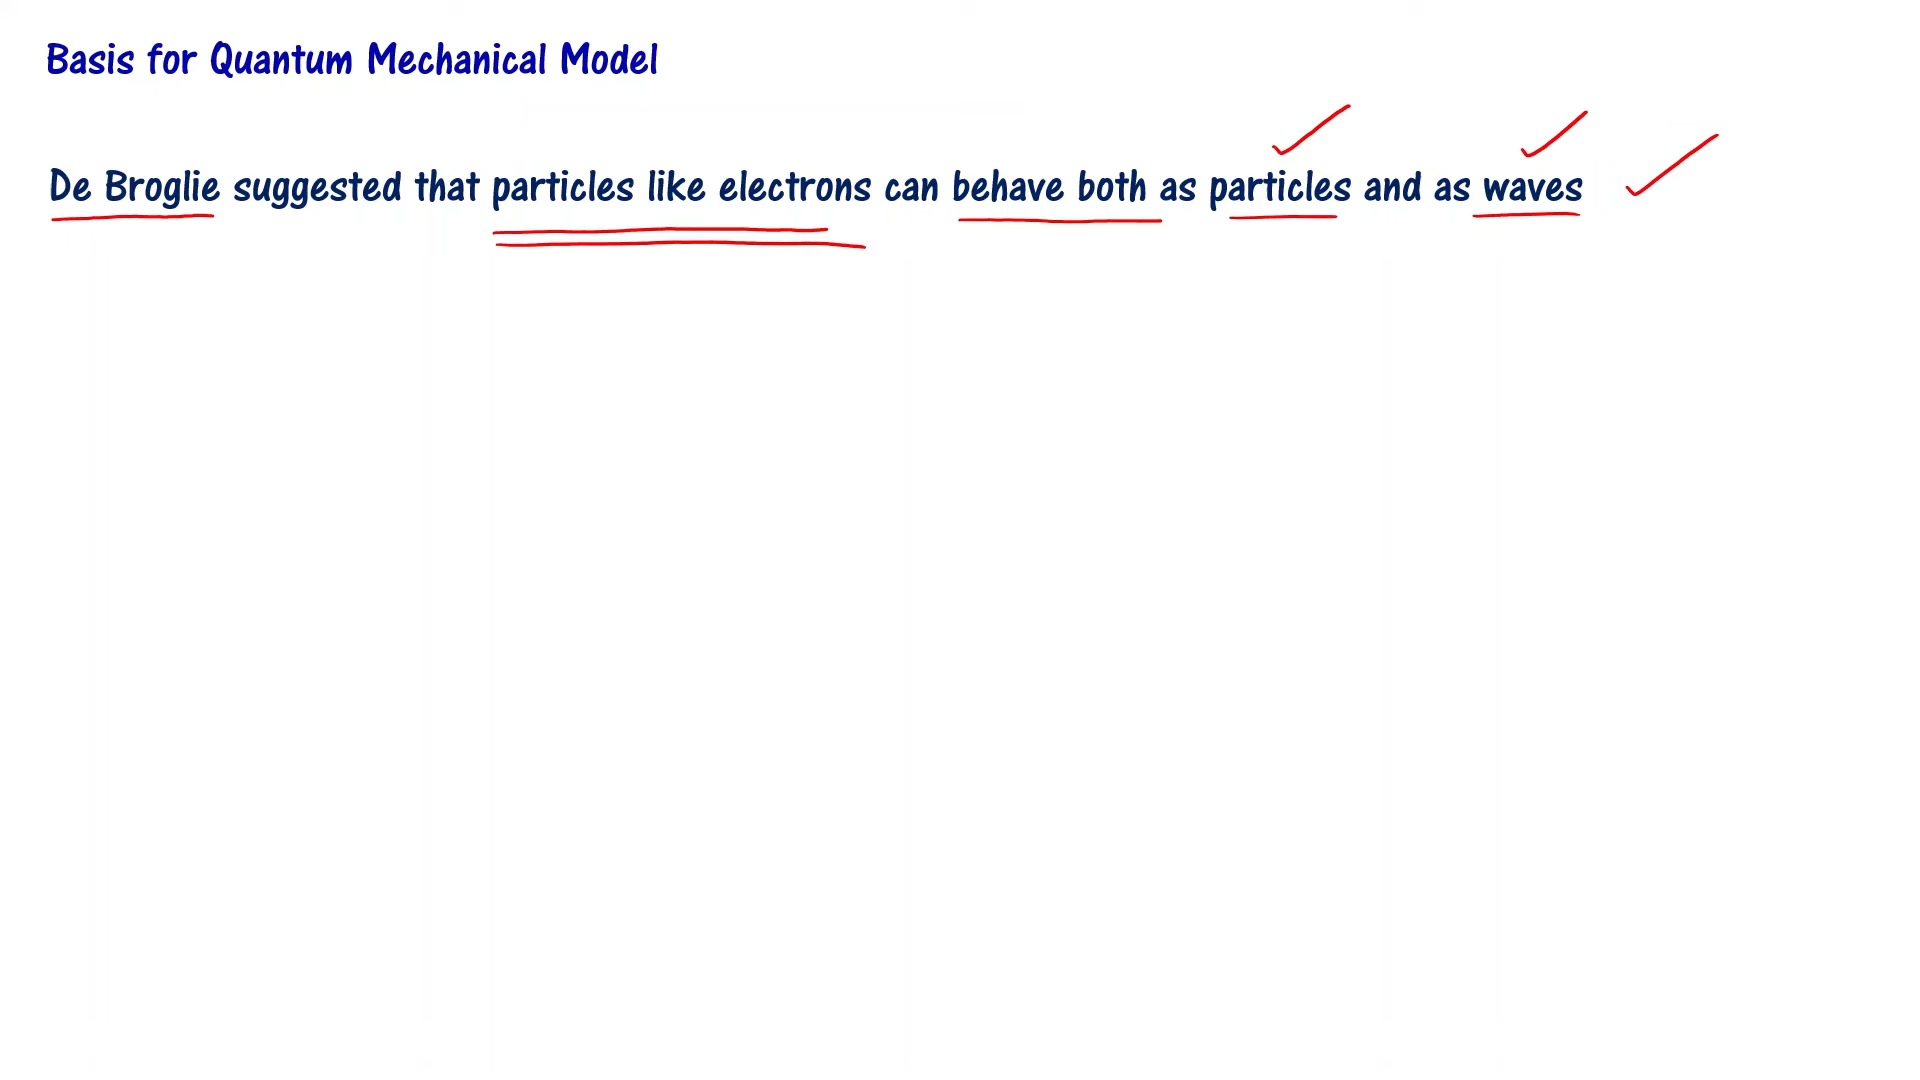 Basis for Quantum Mechanical Model
De Broglie suggested that particles like electrons can behave both as particles and as waves